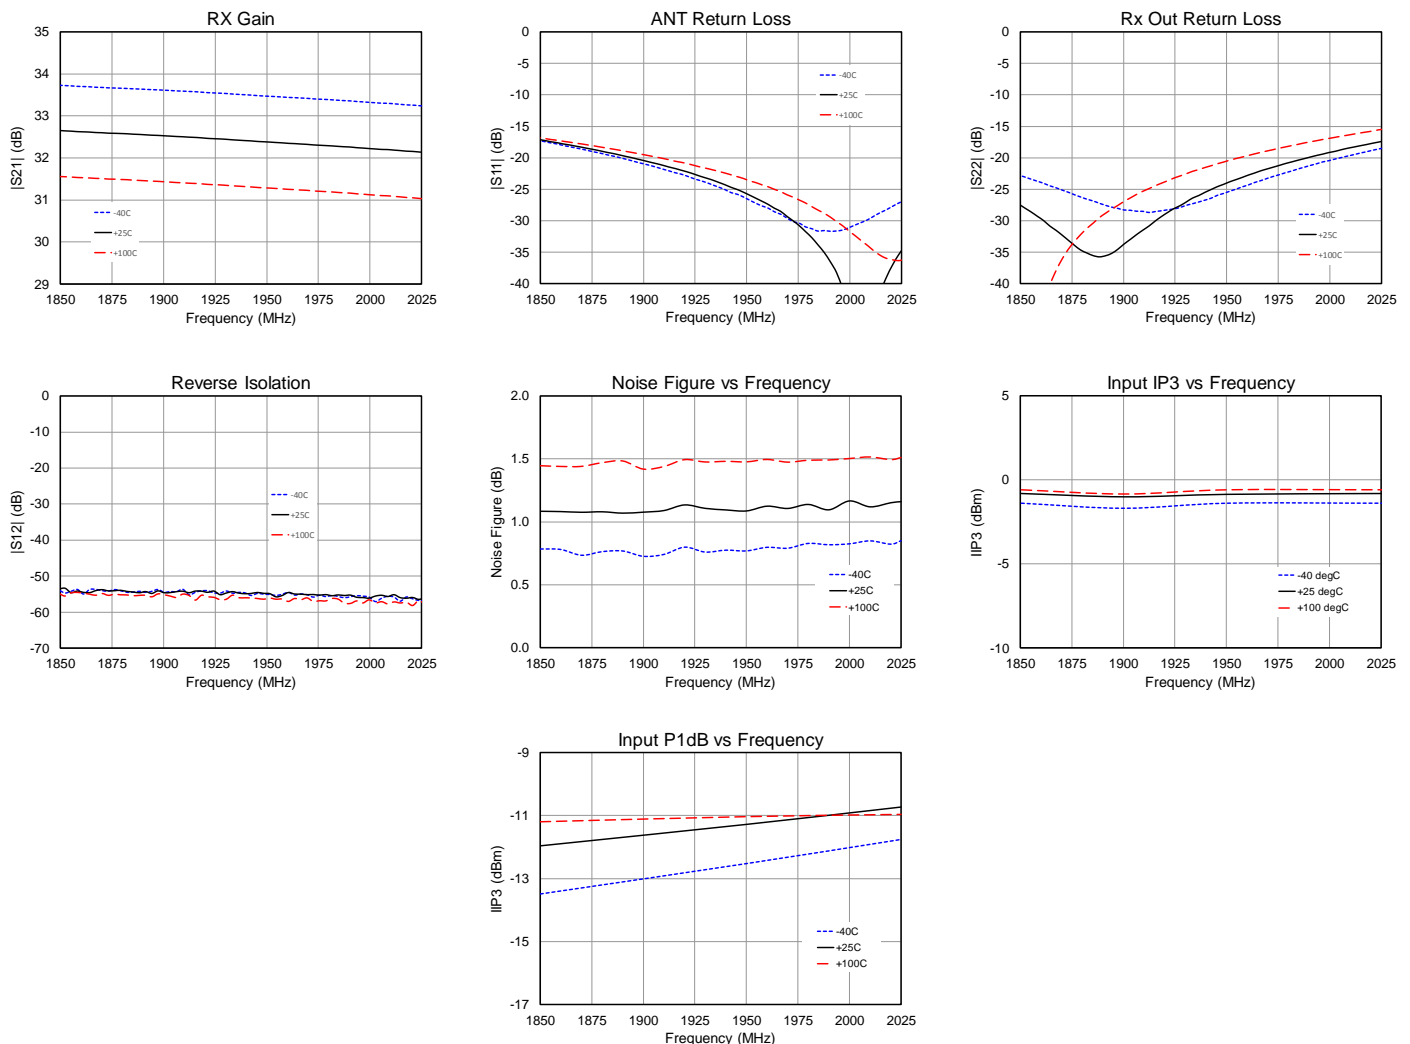 RX Gain
35
34
33
32
31
30
29
|S21| (dB)
-40C
+25C
+100C
1850 1875 1900 1925 1950 1975 2000 2025
Frequency (MHz)
ANT Return Loss
0
-5
-10
-15
-20
-25
-30
-35
-40
|S11| (dB)
-40C
+25C
+100C
1850 1875 1900 1925 1950 1975 2000 2025
Frequency (MHz)
Rx Out Return Loss
0
-5
-10
-15
-20
-25
-30
-35
-40
|S22| (dB)
-40C
+25C
+100C
1850 1875 1900 1925 1950 1975 2000 2025
Frequency (MHz)
Reverse Isolation
0
-10
-20
-30
-40
-50
-60
-70
|S12| (dB)
-40C
+25C
+100C
1850 1875 1900 1925 1950 1975 2000 2025
Frequency (MHz)
Noise Figure vs Frequency
2.0
1.5
1.0
0.5
0.0
Noise Figure (dB)
-40C
+25C
+100C
1850 1875 1900 1925 1950 1975 2000 2025
Frequency (MHz)
Input IP3 vs Frequency
5
0
-5
-10
IIP3 (dBm)
-40 degC
+25 degC
+100 degC
1850 1875 1900 1925 1950 1975 2000 2025
Frequency (MHz)
Input P1dB vs Frequency
-9
-11
-13
-15
-17
IIP3 (dBm)
-40C
+25C
+100C
1850 1875 1900 1925 1950 1975 2000 2025
Frequency (MHz)